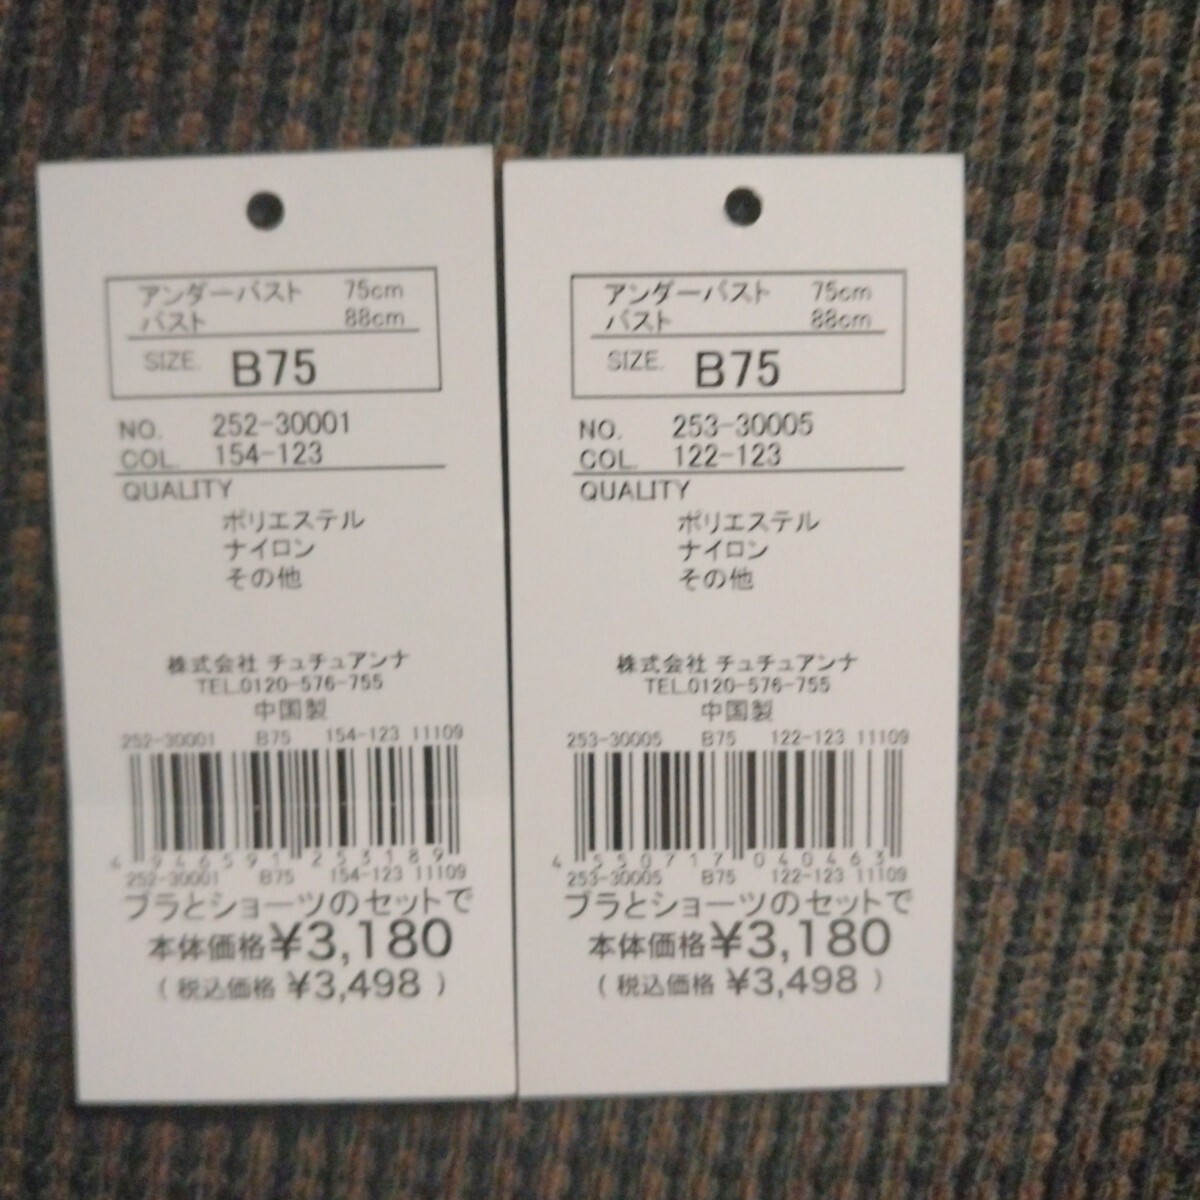 アンダーバスト 75cm
バスト 88cm
SIZE. B75
NO. 252-30001
COL. 154-123
QUALITY
ポリエステル
ナイロン
その他
株式会社 チュチュアンナ
TEL.0120-576-755
中国製
252-30001 B75 154-123 11109
4 946591 253189
252-30001 B75 154-123 11109
ブラとショーツのセットで
本体価格¥3,180
( 税込価格 ¥3,498 )
アンダーバスト 75cm
バスト 88cm
SIZE. B75
NO. 253-30005
COL. 122-123
QUALITY
ポリエステル
ナイロン
その他
株式会社 チュチュアンナ
TEL.0120-576-755
中国製
253-30005 B75 122-123 11109
4 550717 040463
253-30005 B75 122-123 11109
ブラとショーツのセットで
本体価格¥3,180
( 税込価格 ¥3,498 )